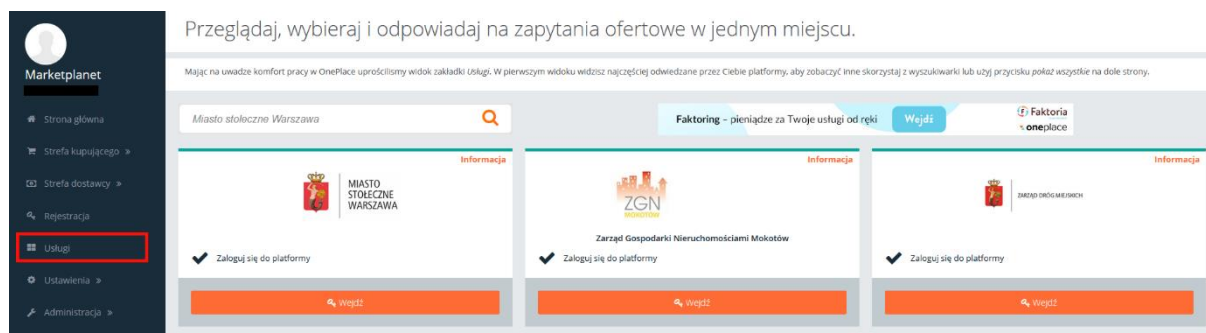 Przeglądaj, wybieraj i odpowiadaj na zapytania ofertowe w jednym miejscu.
Marketplanet
Mając na uwadze komfort pracy w OnePlace uprościlismy widok zakładki Usługi. W pierwszym widoku widzisz najczęściej odwiedzane przez Ciebie platformy, aby zobaczyć inne skorzystaj z wyszukiwarki lub użyj przycisku pokaż wszystkie na dole strony.
Strona główna
Strefa kupującego »
Strefa dostawcy »
Rejestracja
Usługi
Ustawienia »
Administracja »
Miasto stołeczne Warszawa
Faktoring – pieniądze za Twoje usługi od ręki
Wejdź
Faktoria
oneplace
Informacja
MIASTO
STOŁECZNE
WARSZAWA
Zaloguj się do platformy
Wejdź
Informacja
ZGN
MOKOTÓW
Zarząd Gospodarki Nieruchomościami Mokotów
Zaloguj się do platformy
Wejdź
Informacja
ZARZĄD DRÓG MIEJSKICH
Zaloguj się do platformy
Wejdź